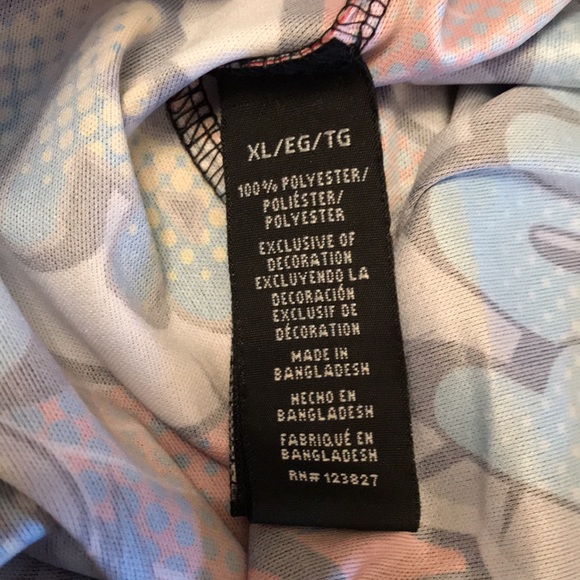 XL/EG/TG
100% POLYESTER/
POLIÉSTER/
POLYESTER
EXCLUSIVE OF
DECORATION
EXCLUYENDO LA
DECORACIÓN
EXCLUSIF DE
DÉCORATION
MADE IN
BANGLADESH
HECHO EN
BANGLADESH
FABRIQUÉ EN
BANGLADESH
RN# 123827